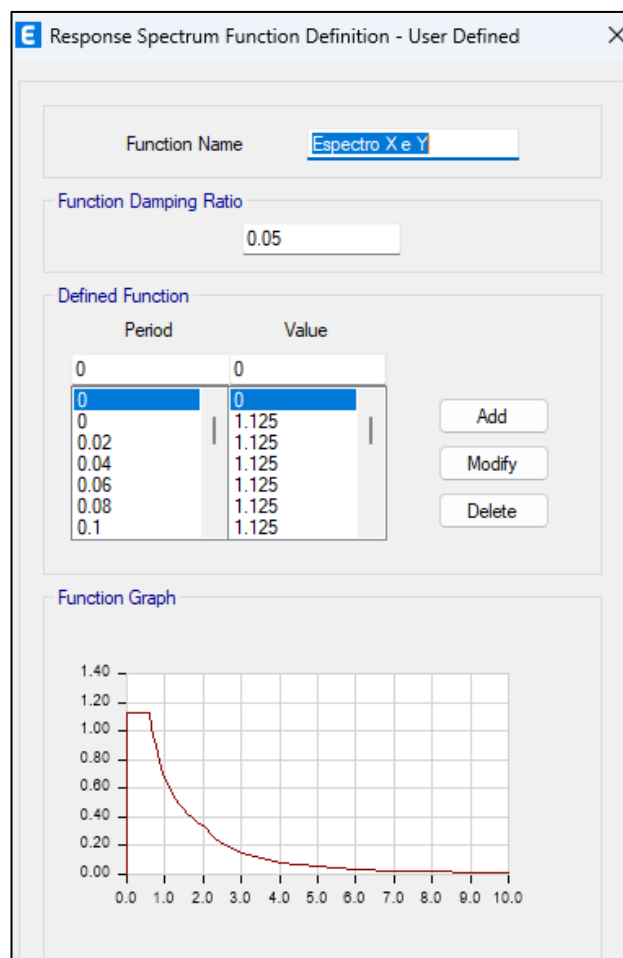 E Response Spectrum Function Definition - User Defined ×
Function Name Espectro X e Y
Function Damping Ratio
0.05
Defined Function
Period Value
0 0
0 0
0 1.125
0.02 1.125
0.04 1.125
0.06 1.125
0.08 1.125
0.1 1.125
Add
Modify
Delete
Function Graph
1.40
1.20
1.00
0.80
0.60
0.40
0.20
0.00
0.0 1.0 2.0 3.0 4.0 5.0 6.0 7.0 8.0 9.0 10.0